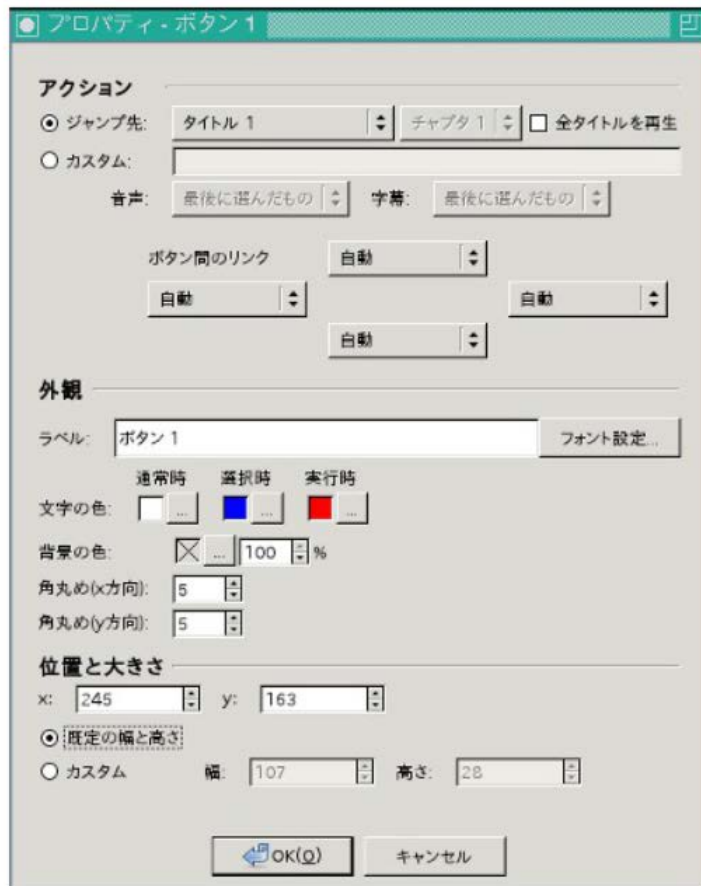 プロパティ - ボタン 1
アクション
ジャンプ先: タイトル 1 チャプタ 1 全タイトルを再生
カスタム:
音声: 最後に選んだもの 字幕: 最後に選んだもの
ボタン間のリンク 自動
自動 自動
自動
外観
ラベル: ボタン 1 フォント設定...
通常時 選択時 実行時
文字の色: ... ... ...
背景の色: ... 100 %
角丸め(x方向): 5
角丸め(y方向): 5
位置と大きさ
x: 245 y: 163
既定の幅と高さ
カスタム 幅: 107 高さ: 28
OK(O) キャンセル